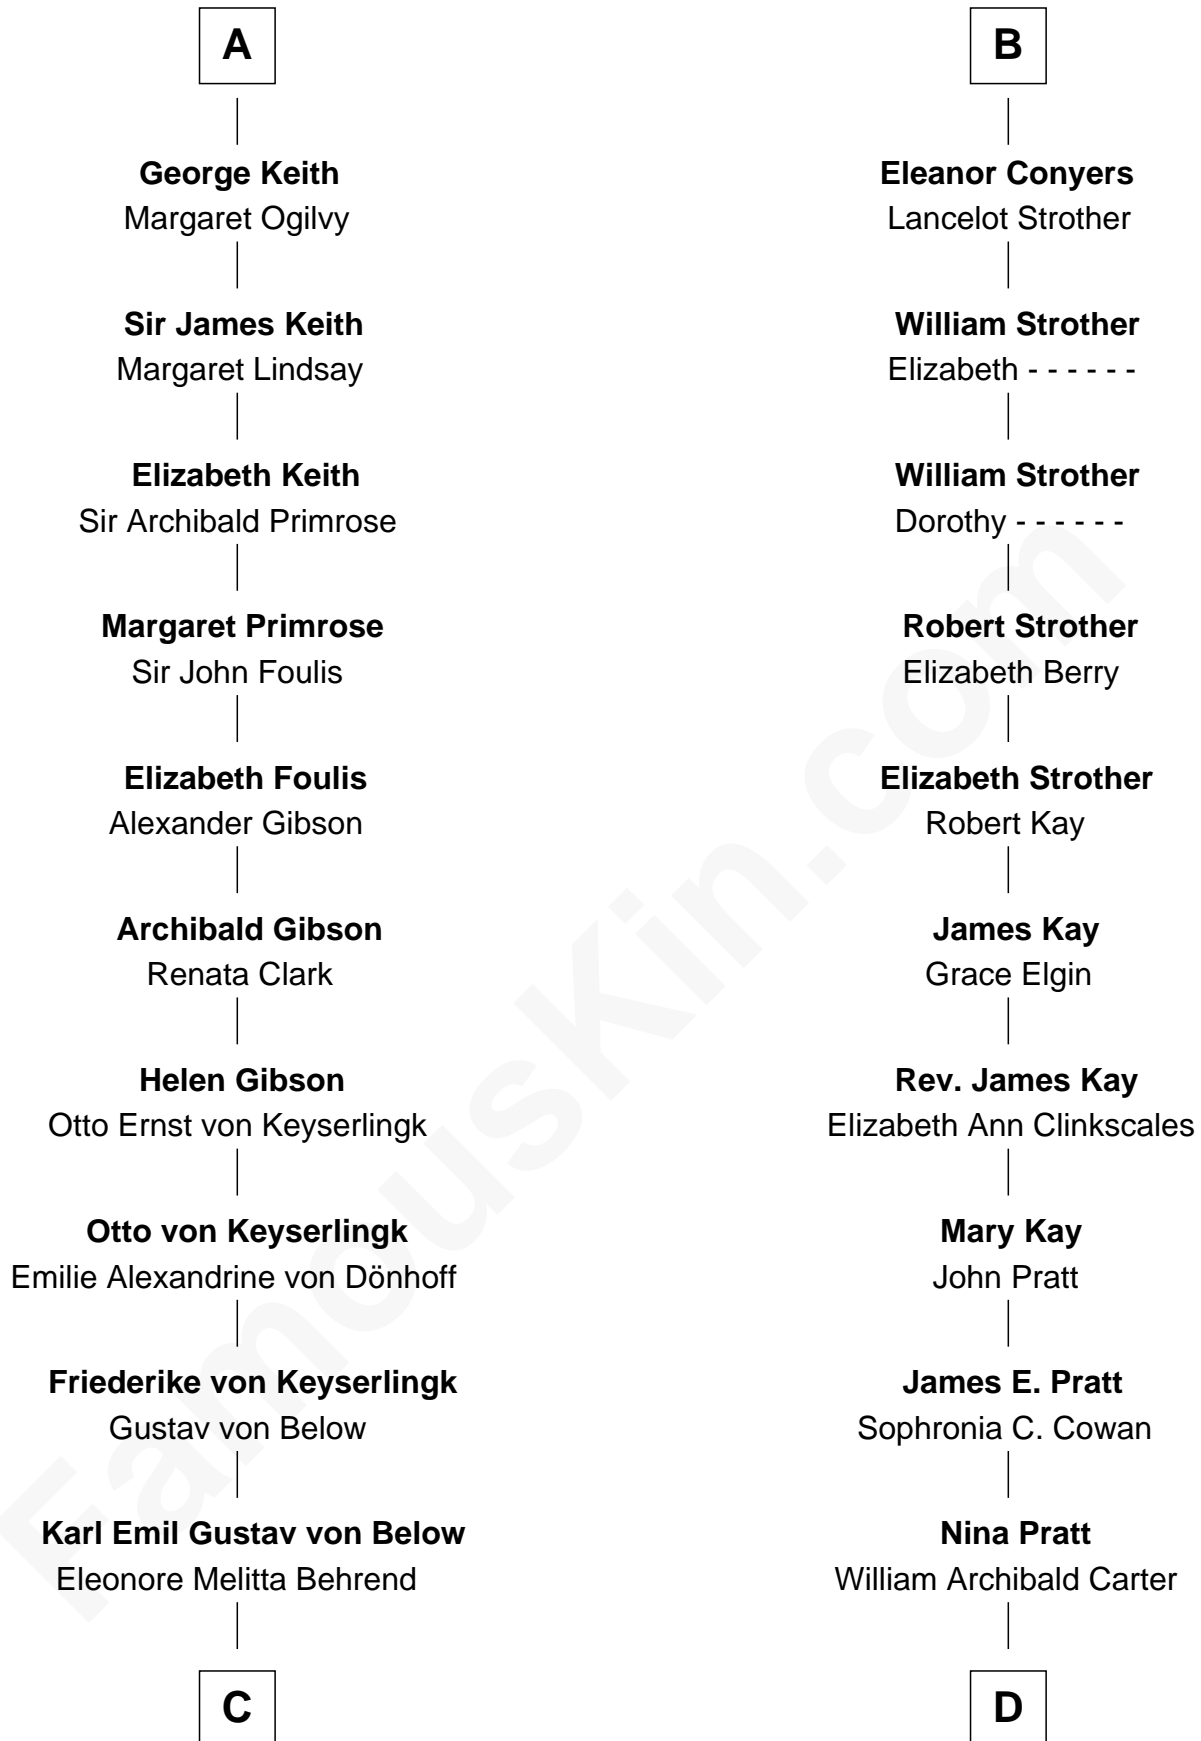 A
George Keith
Margaret Ogilvy
Sir James Keith
Margaret Lindsay
Elizabeth Keith
Sir Archibald Primrose
Margaret Primrose
Sir John Foulis
Elizabeth Foulis
Alexander Gibson
Archibald Gibson
Renata Clark
Helen Gibson
Otto Ernst von Keyserlingk
Otto von Keyserlingk
Emilie Alexandrine von Dönhoff
Friederike von Keyserlingk
Gustav von Below
Karl Emil Gustav von Below
Eleonore Melitta Behrend
C
B
Eleanor Conyers
Lancelot Strother
William Strother
Elizabeth - - - - - -
William Strother
Dorothy - - - - - -
Robert Strother
Elizabeth Berry
Elizabeth Strother
Robert Kay
James Kay
Grace Elgin
Rev. James Kay
Elizabeth Ann Clinkscales
Mary Kay
John Pratt
James E. Pratt
Sophronia C. Cowan
Nina Pratt
William Archibald Carter
D
FamousKin.com